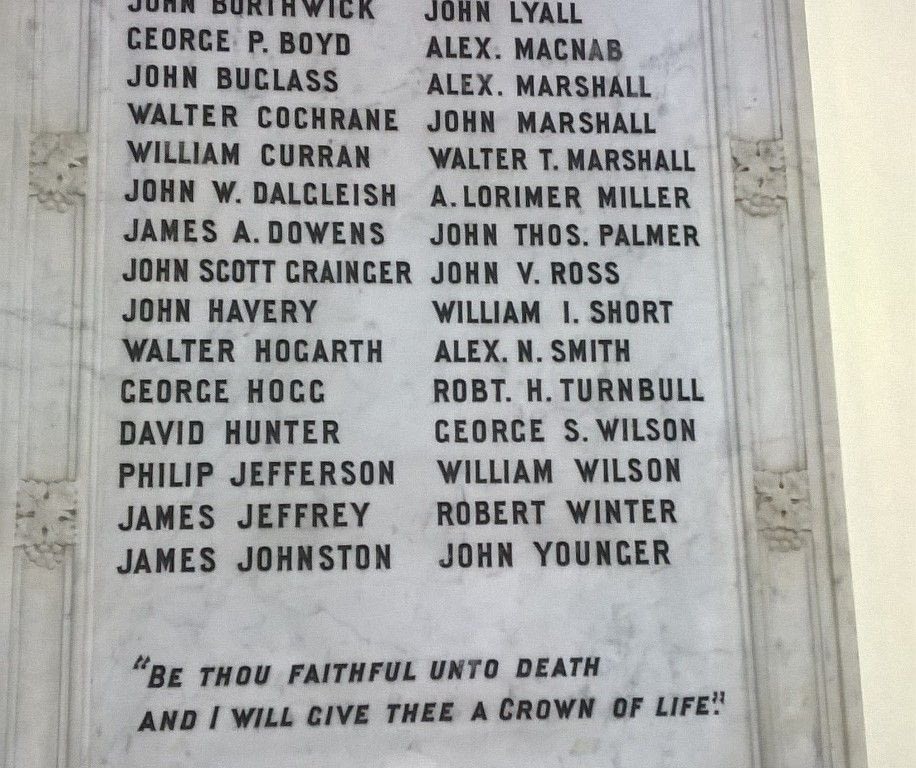 JOHN BORTHWICK
GEORGE P. BOYD
JOHN BUGLASS
WALTER COCHRANE
WILLIAM CURRAN
JOHN W. DALGLEISH
JAMES A. DOWENS
JOHN SCOTT GRAINGER
JOHN HAVERY
WALTER HOGARTH
GEORGE HOGG
DAVID HUNTER
PHILIP JEFFERSON
JAMES JEFFREY
JAMES JOHNSTON
JOHN LYALL
ALEX. MACNAB
ALEX. MARSHALL
JOHN MARSHALL
WALTER T. MARSHALL
A. LORIMER MILLER
JOHN THOS. PALMER
JOHN V. ROSS
WILLIAM I. SHORT
ALEX. N. SMITH
ROBT. H. TURNBULL
GEORGE S. WILSON
WILLIAM WILSON
ROBERT WINTER
JOHN YOUNGER
"BE THOU FAITHFUL UNTO DEATH
AND I WILL GIVE THEE A CROWN OF LIFE."